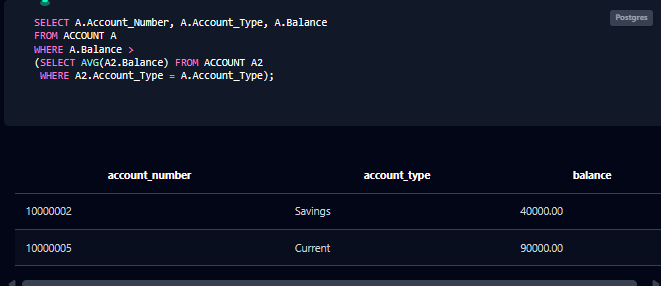 Postgres
SELECT A.Account_Number, A.Account_Type, A.Balance
FROM ACCOUNT A
WHERE A.Balance >
(SELECT AVG(A2.Balance) FROM ACCOUNT A2
WHERE A2.Account_Type = A.Account_Type);
account_number account_type balance
10000002 Savings 40000.00
10000005 Current 90000.00